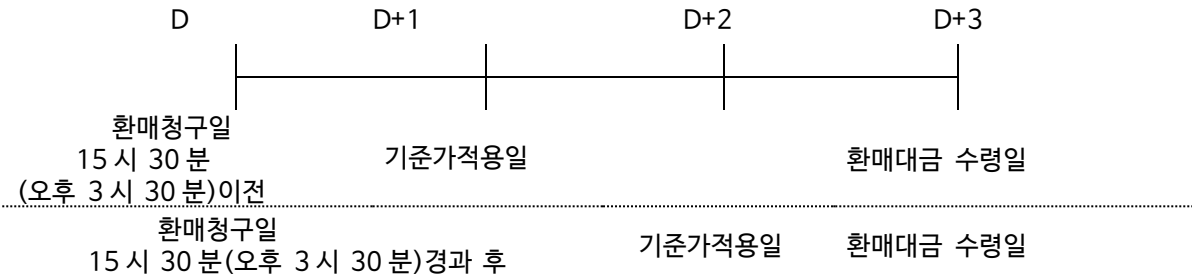 D D+1 D+2 D+3
환매청구일
15 시 30 분
(오후 3 시 30 분)이전
기준가적용일
환매대금 수령일
환매청구일
15 시 30 분(오후 3 시 30 분)경과 후
기준가적용일
환매대금 수령일